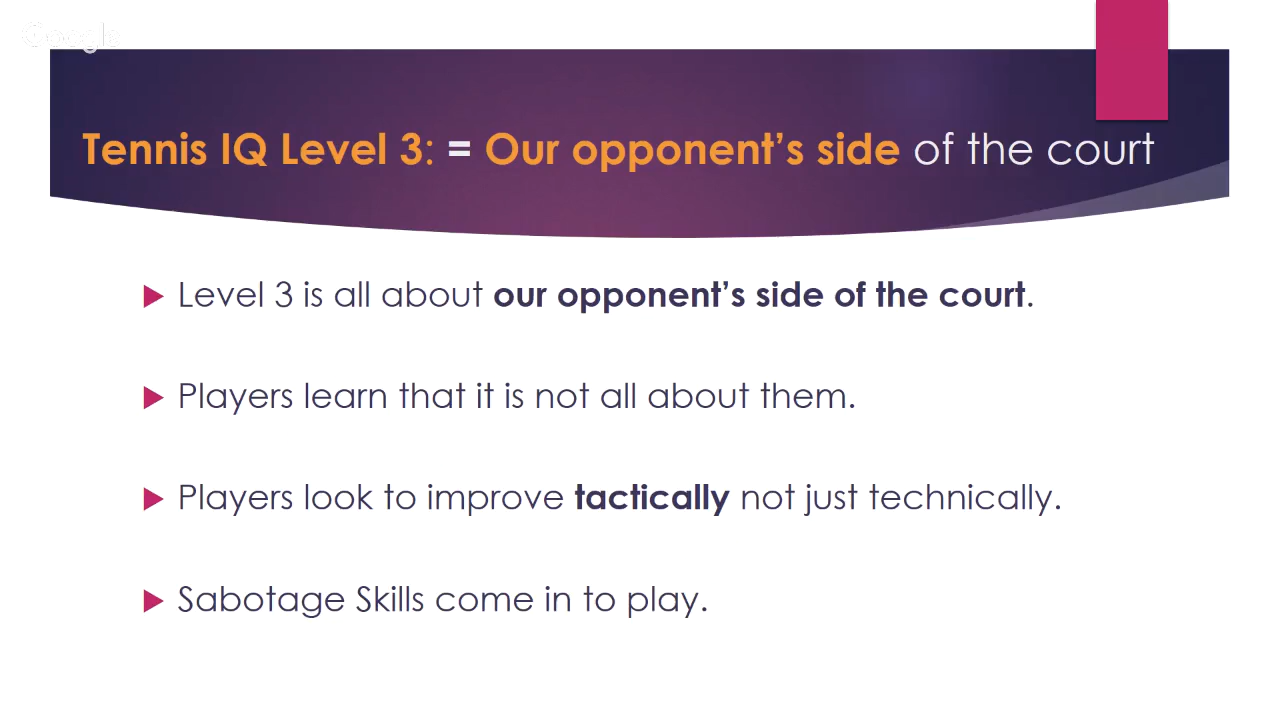 Google
Tennis IQ Level 3: = Our opponent’s side of the court
Level 3 is all about our opponent’s side of the court.
Players learn that it is not all about them.
Players look to improve tactically not just technically.
Sabotage Skills come in to play.